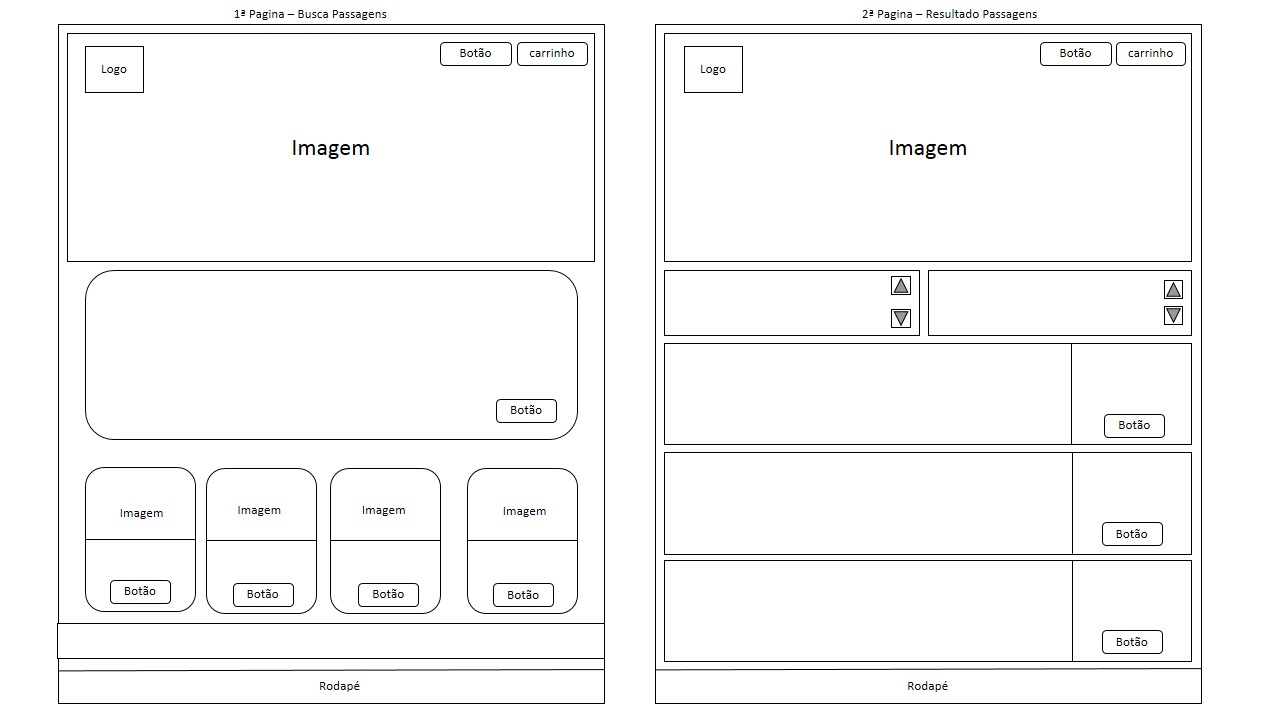 1ª Pagina – Busca Passagens
Logo
Botão
carrinho
Imagem
Botão
Imagem
Imagem
Imagem
Imagem
Botão
Botão
Botão
Botão
Rodapé
2ª Pagina – Resultado Passagens
Logo
Botão
carrinho
Imagem
Botão
Botão
Botão
Rodapé